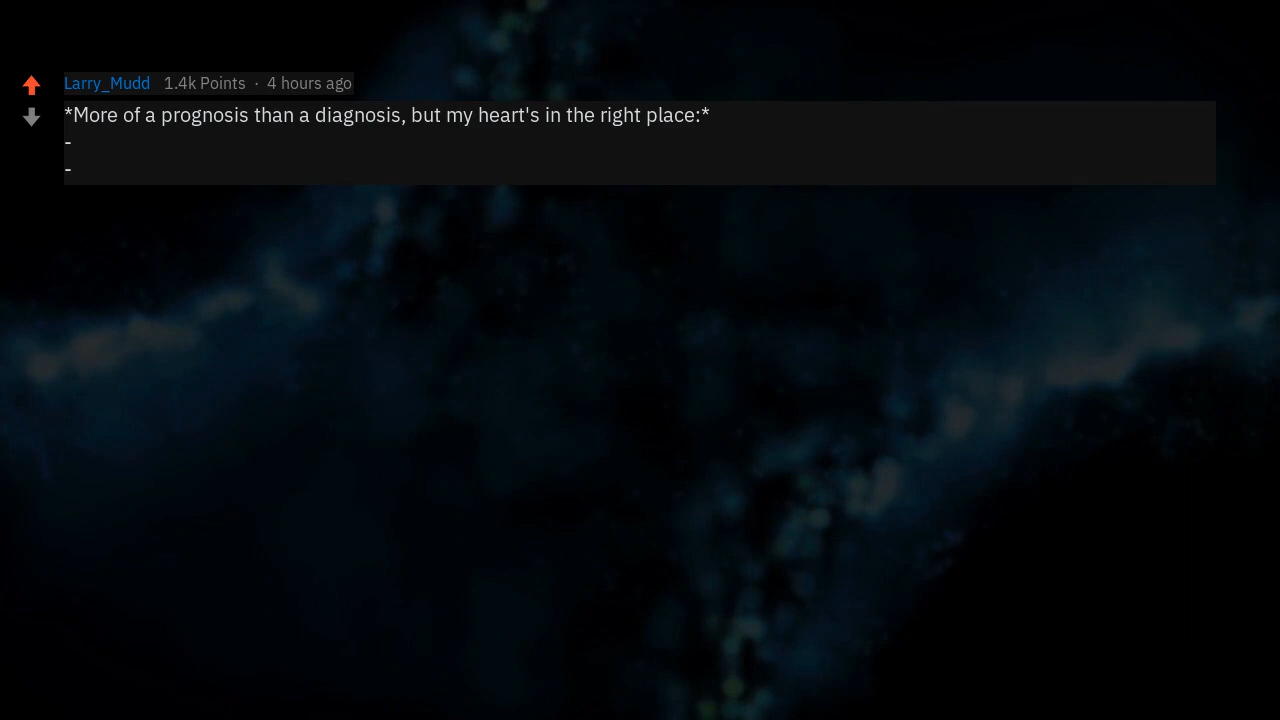 Larry_Mudd 1.4k Points · 4 hours ago
*More of a prognosis than a diagnosis, but my heart's in the right place:*
-
-